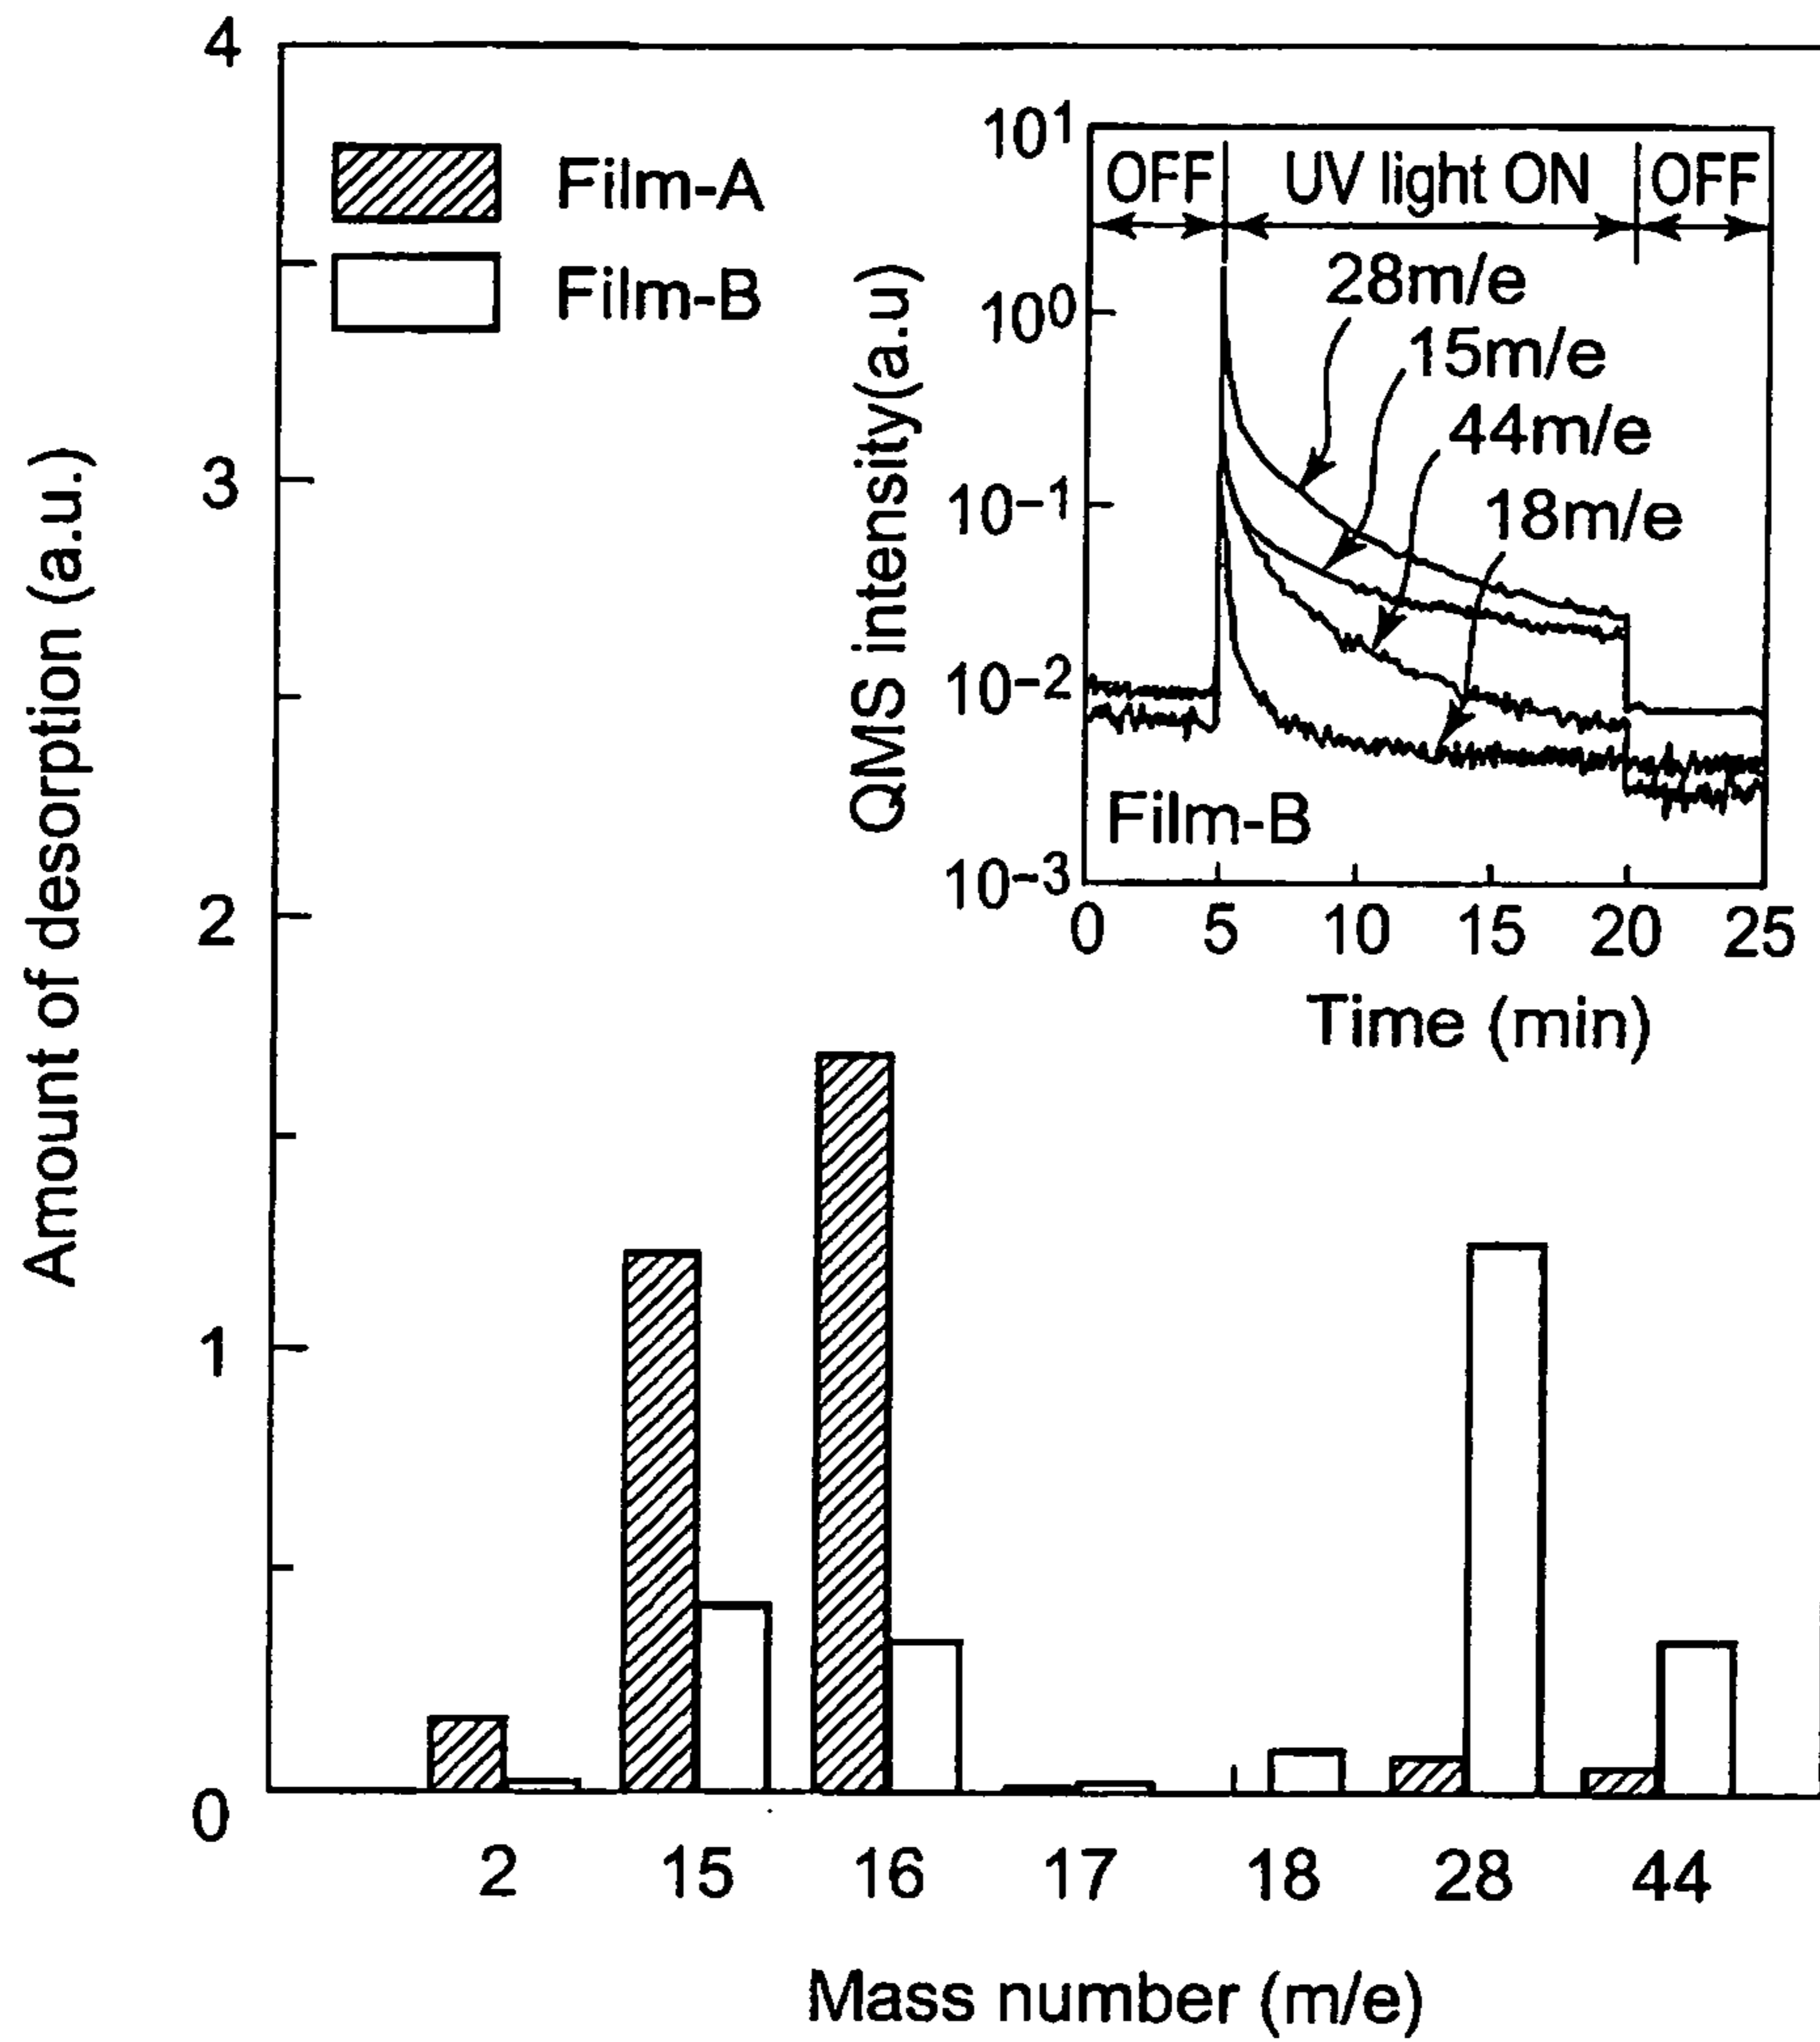 Amount of desorption (a.u.)
4
3
2
1
0
Film-A
Film-B
QMS intensity(a.u)
10¹
10⁰
10⁻¹
10⁻²
10⁻³
OFF UV light ON OFF
28m/e
15m/e
44m/e
18m/e
Film-B
0 5 10 15 20 25
Time (min)
2 15 16 17 18 28 44
Mass number (m/e)